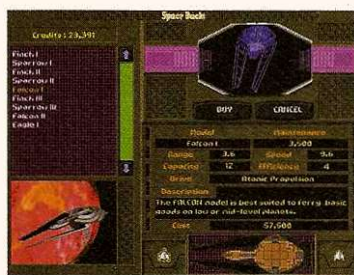 Space Docks
Credits : 23,391
Finch I
Sparrow I
Finch II
Sparrow II
Falcon I
Finch III
Sparrow III
Falcon II
Eagle I
BUY
CANCEL
Model
Maintenance
Falcon I
3,500
Range
3.6
Speed
9.6
Capacity
12
Efficiency
4
Drive
Atomic Propulsion
Description
The FALCON model is best suited to ferry basic
goods on low or mid-level planets.
Cost
57,500